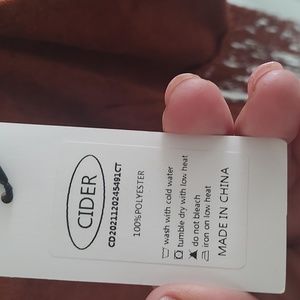 CIDER
CD2021120245491CT
100%POLYESTER
wash with cold water
tumble dry with low heat
do not bleach
iron on low heat
MADE IN CHINA